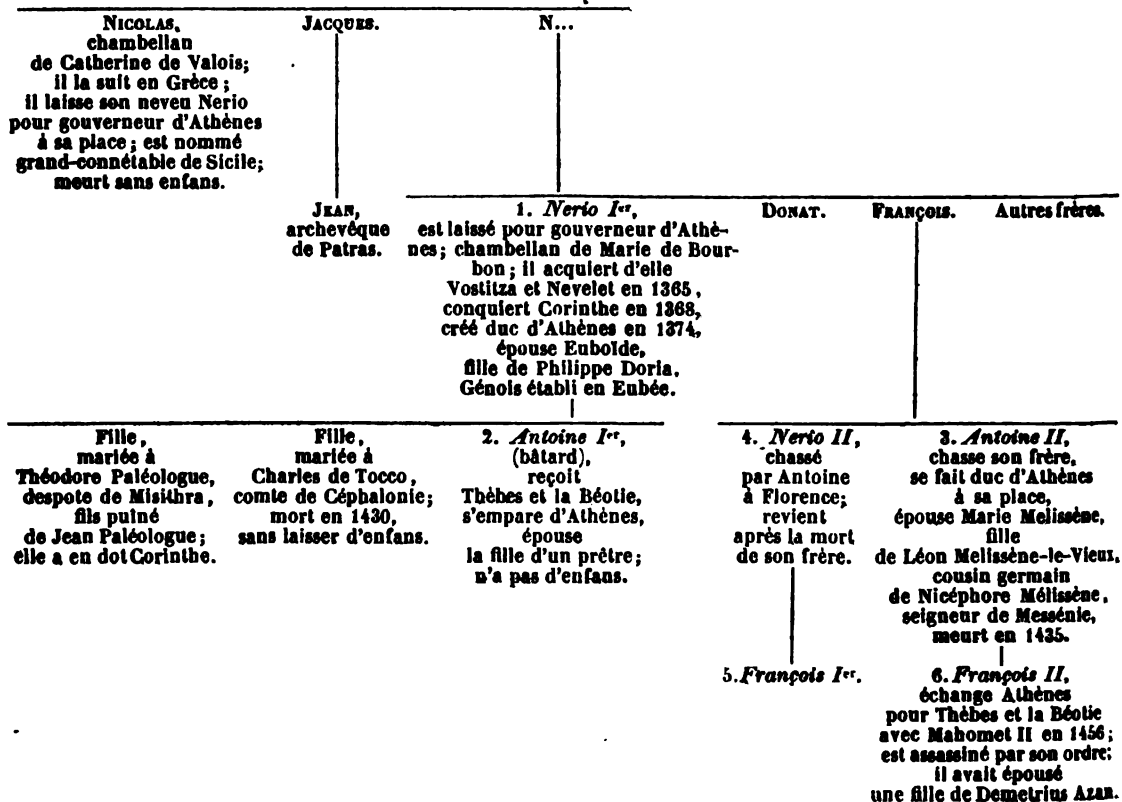 NICOLAS,
chambellan
de Catherine de Valois;
il la suit en Grèce;
il laisse son neveu Nerio
pour gouverneur d'Athènes
à sa place; est nommé
grand-connétable de Sicile;
meurt sans enfans.
JACQUES.
N...
JEAN,
archevêque
de Patras.
1. Nerio Ier,
est laissé pour gouverneur d'Athè-
nes; chambellan de Marie de Bour-
bon; il acquiert d'elle
Vostitza et Nevelet en 1365,
conquiert Corinthe en 1368,
créé duc d'Athènes en 1374,
épouse Euboïde,
fille de Philippe Doria,
Génois établi en Eubée.
DONAT.
FRANÇOIS.
Autres frères.
Fille,
mariée à
Théodore Paléologue,
despote de Misithra,
fils puîné
de Jean Paléologue;
elle a en dot Corinthe.
Fille,
mariée à
Charles de Tocco,
comte de Céphalonie;
mort en 1430,
sans laisser d'enfans.
2. Antoine Ier,
(bâtard),
reçoit
Thèbes et la Béotie,
s'empare d'Athènes,
épouse
la fille d'un prêtre;
n'a pas d'enfans.
4. Nerio II,
chassé
par Antoine
à Florence;
revient
après la mort
de son frère.
3. Antoine II,
chasse son frère,
se fait duc d'Athènes
à sa place,
épouse Marie Melissène,
fille
de Léon Melissène-le-Vieux,
cousin germain
de Nicéphore Mélissène,
seigneur de Messénie,
meurt en 1435.
5. François Ier.
6. François II,
échange Athènes
pour Thèbes et la Béotie
avec Mahomet II en 1456;
est assassiné par son ordre;
il avait épousé
une fille de Demetrius Azan.